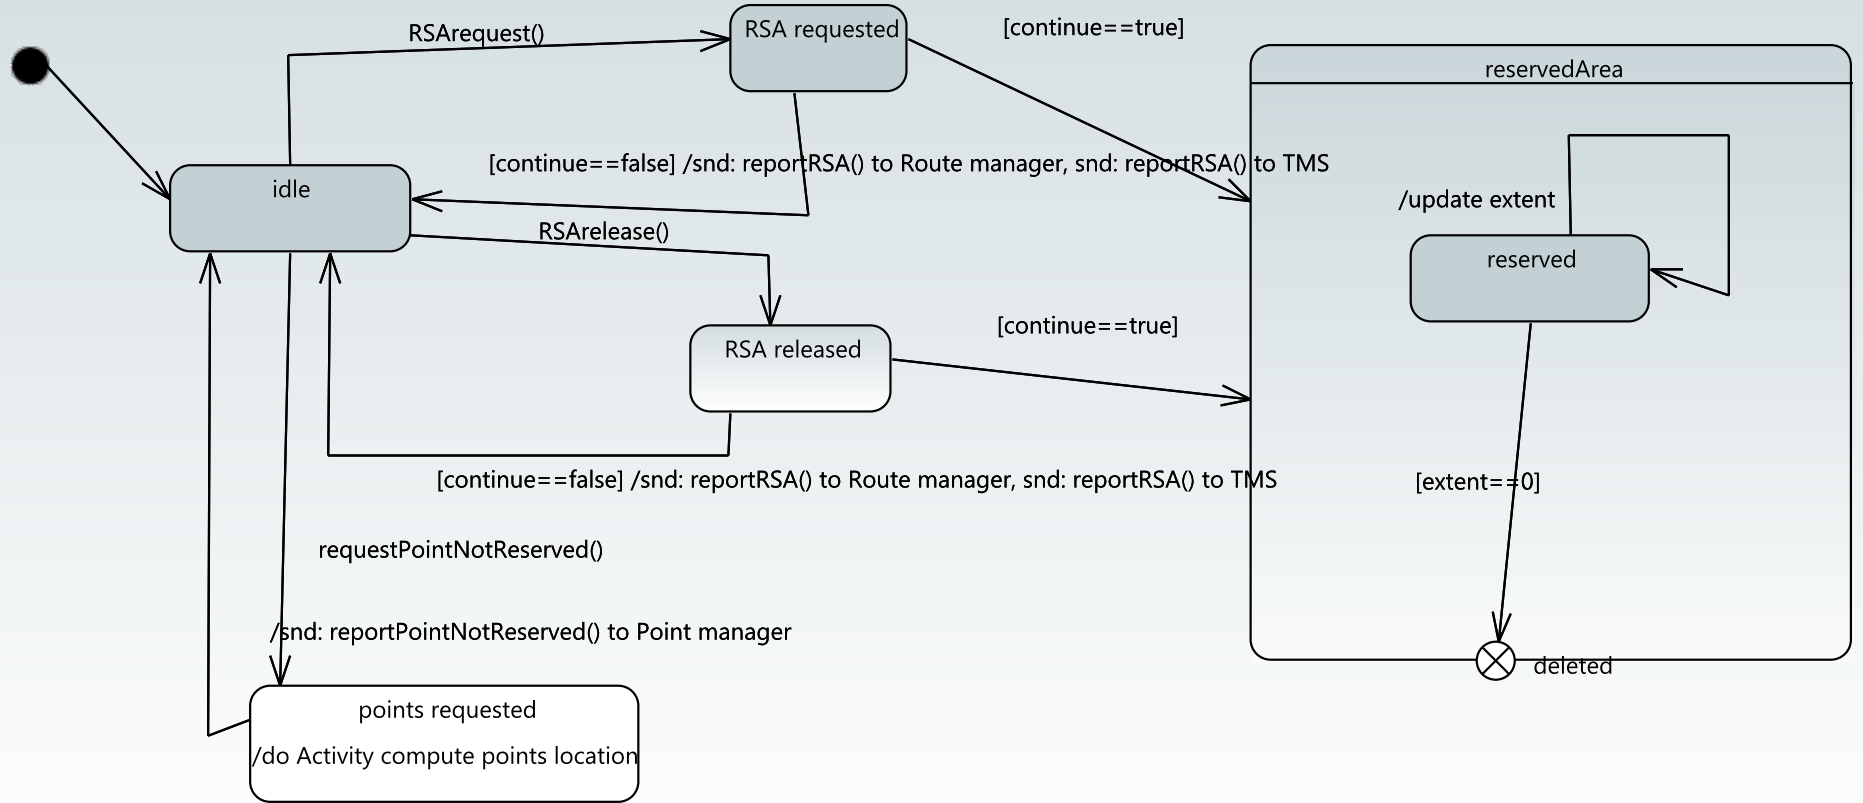 RSArequest()
RSA requested
[continue==true]
reservedArea
[continue==false] /snd: reportRSA() to Route manager, snd: reportRSA() to TMS
idle
/update extent
RSArelease()
reserved
[continue==true]
RSA released
[continue==false] /snd: reportRSA() to Route manager, snd: reportRSA() to TMS
[extent==0]
requestPointNotReserved()
/snd: reportPointNotReserved() to Point manager
deleted
points requested
/do Activity compute points location